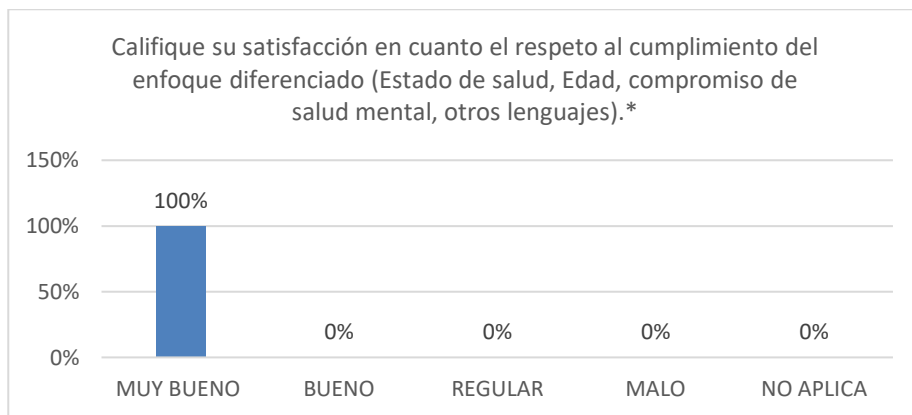 Califique su satisfacción en cuanto el respeto al cumplimiento del
enfoque diferenciado (Estado de salud, Edad, compromiso de
salud mental, otros lenguajes).*
150%
100%
50%
0%
100%
0%
0%
0%
0%
MUY BUENO
BUENO
REGULAR
MALO
NO APLICA